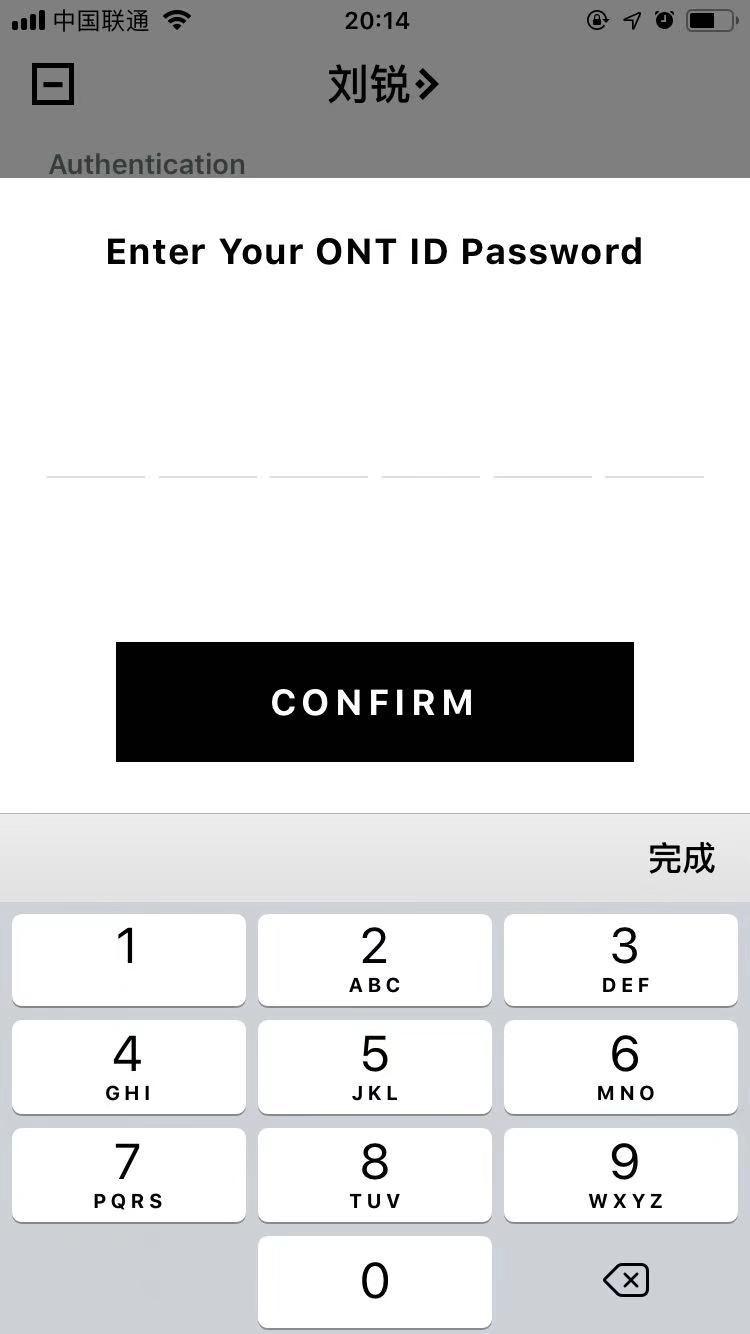 中国联通 20:14
刘锐
Authentication
Enter Your ONT ID Password
CONFIRM
完成
1 2 3
ABC DEF
4 5 6
GHI JKL MNO
7 8 9
PQRS TUV WXYZ
0